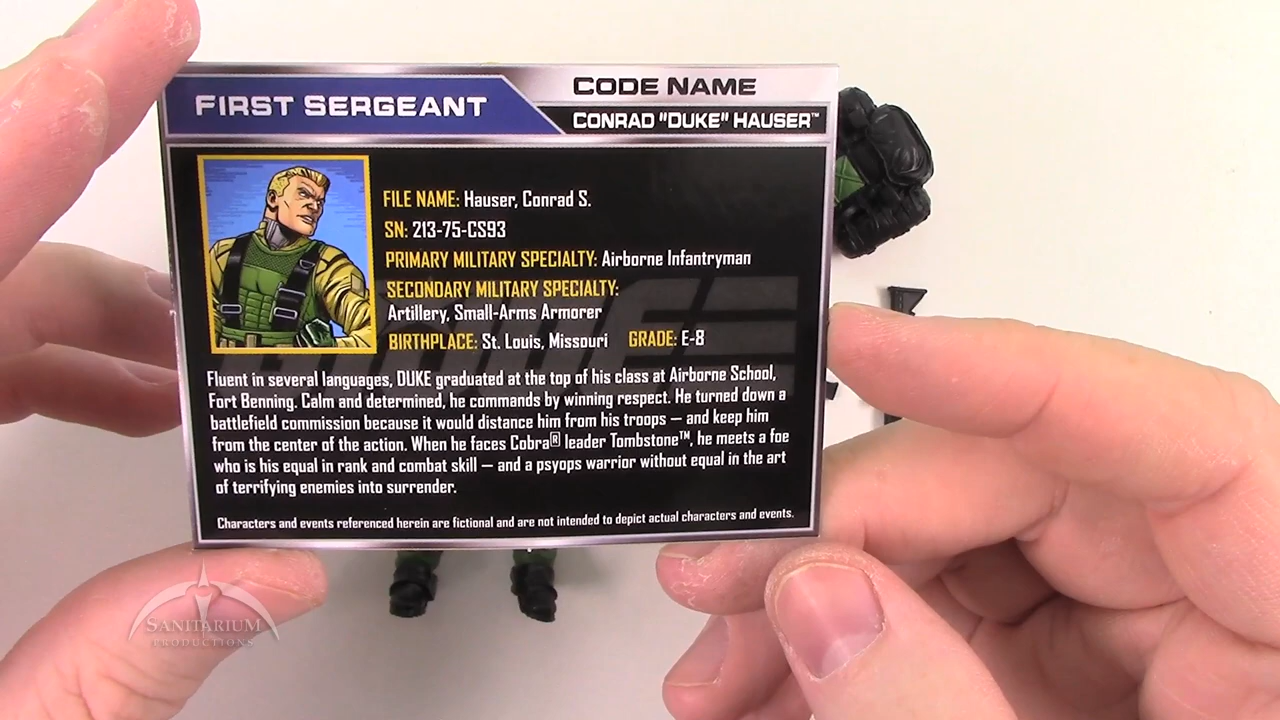 FIRST SERGEANT
CODE NAME
CONRAD "DUKE" HAUSER™
FILE NAME: Hauser, Conrad S.
SN: 213-75-CS93
PRIMARY MILITARY SPECIALTY: Airborne Infantryman
SECONDARY MILITARY SPECIALTY:
Artillery, Small-Arms Armorer
BIRTHPLACE: St. Louis, Missouri GRADE: E-8
Fluent in several languages, DUKE graduated at the top of his class at Airborne School,
Fort Benning. Calm and determined, he commands by winning respect. He turned down a
battlefield commission because it would distance him from his troops — and keep him
from the center of the action. When he faces Cobra® leader Tombstone™, he meets a foe
who is his equal in rank and combat skill — and a psyops warrior without equal in the art
of terrifying enemies into surrender.
Characters and events referenced herein are fictional and are not intended to depict actual characters and events.
SANITARIUM
PRODUCTIONS